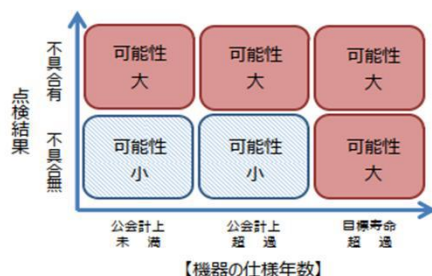 点検結果
不具合有
可能性
大
可能性
大
可能性
大
不具合無
可能性
小
可能性
小
可能性
大
公会計上
未　満
公会計上
超　過
目標寿命
超　過
【機器の仕様年数】